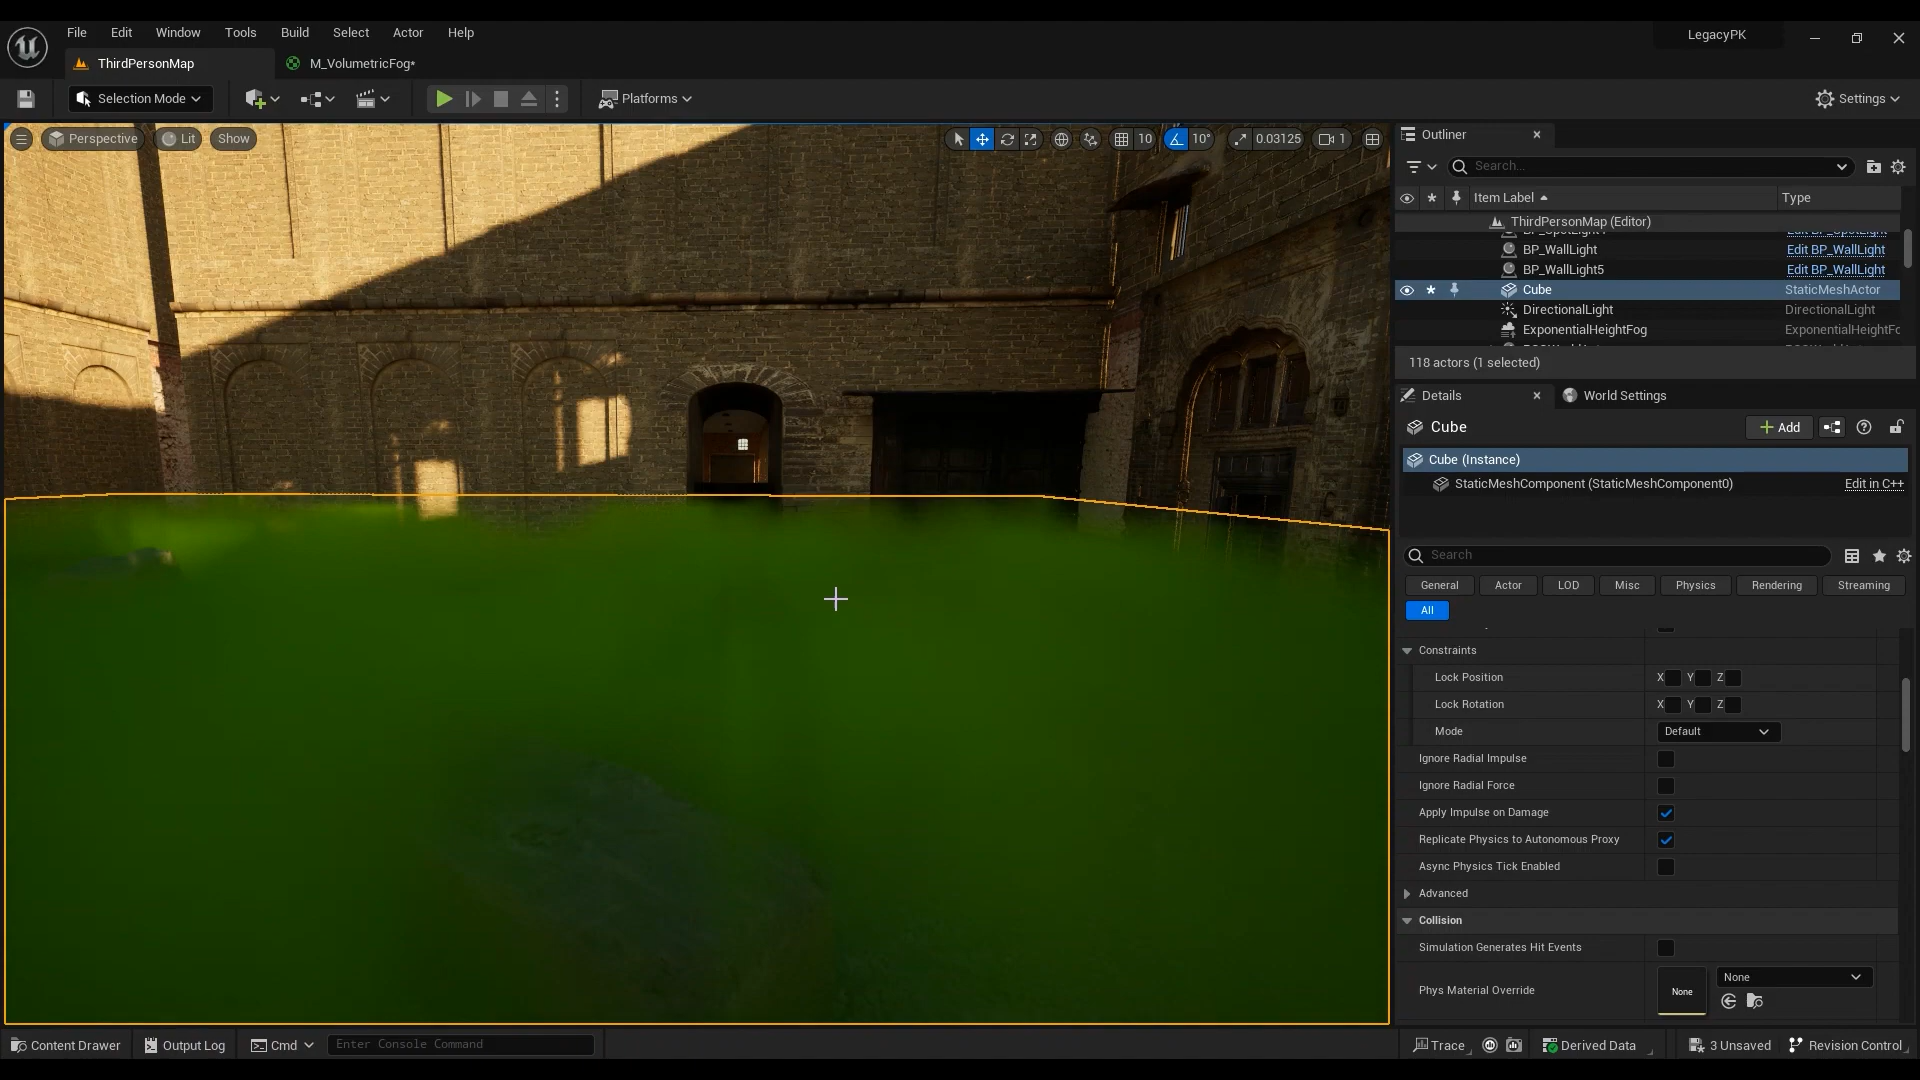 File Edit Window Tools Build Select Actor Help
LegacyPK
ThirdPersonMap
M_VolumetricFog*
Selection Mode
Platforms
Settings
Perspective
Lit
Show
10
10°
0.03125
1
Outliner
Search...
Item Label
Type
ThirdPersonMap (Editor)
BP_WallLight Edit BP_WallLight
BP_WallLight5 Edit BP_WallLight
Cube StaticMeshActor
DirectionalLight DirectionalLight
ExponentialHeightFog ExponentialHeightFo
118 actors (1 selected)
Details
World Settings
Cube
Add
Cube (Instance)
StaticMeshComponent (StaticMeshComponent0) Edit in C++
Search
General Actor LOD Misc Physics Rendering Streaming
All
Constraints
Lock Position X Y Z
Lock Rotation X Y Z
Mode Default
Ignore Radial Impulse
Ignore Radial Force
Apply Impulse on Damage
Replicate Physics to Autonomous Proxy
Async Physics Tick Enabled
Advanced
Collision
Simulation Generates Hit Events
Phys Material Override None None
Content Drawer
Output Log
Cmd
Enter Console Command
Trace
Derived Data
3 Unsaved
Revision Control